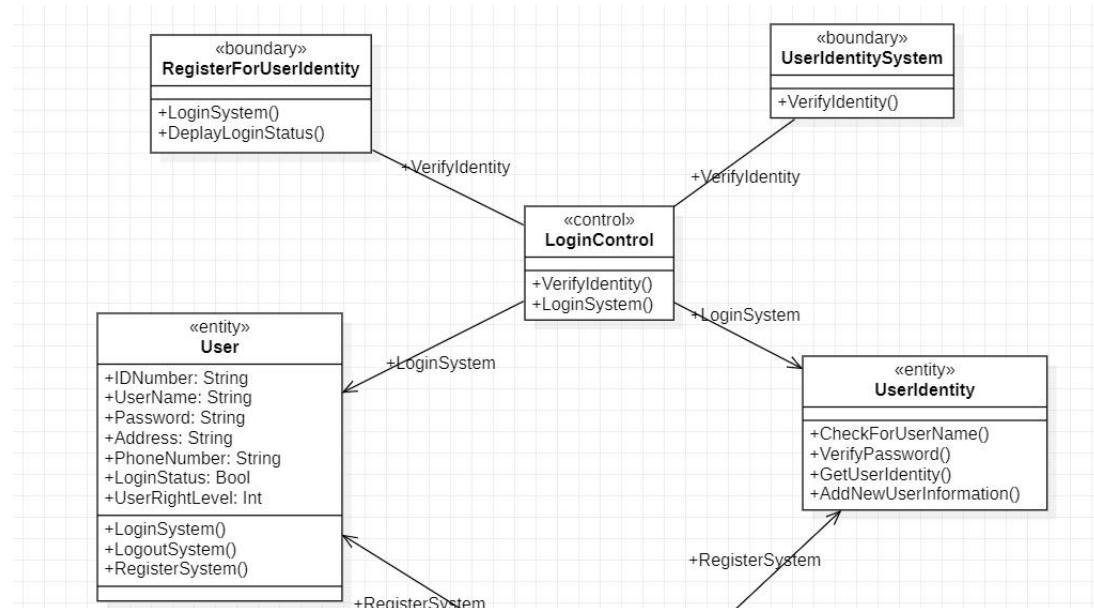 «boundary»
RegisterForUserIdentity
+LoginSystem()
+DeplayLoginStatus()
«boundary»
UserIdentitySystem
+VerifyIdentity()
+VerifyIdentity
+VerifyIdentity
«control»
LoginControl
+VerifyIdentity()
+LoginSystem()
+LoginSystem
+LoginSystem
«entity»
User
+IDNumber: String
+UserName: String
+Password: String
+Address: String
+PhoneNumber: String
+LoginStatus: Bool
+UserRightLevel: Int
+LoginSystem()
+LogoutSystem()
+RegisterSystem()
«entity»
UserIdentity
+CheckForUserName()
+VerifyPassword()
+GetUserIdentity()
+AddNewUserInformation()
+RegisterSystem
+RegisterSystem